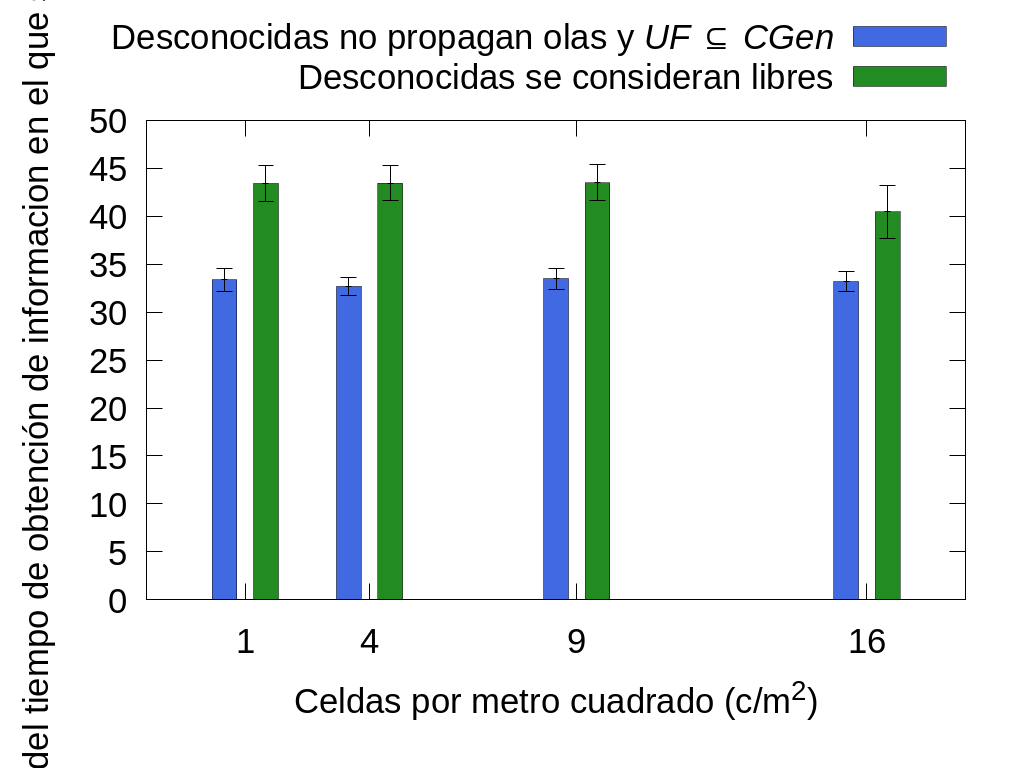 Desconocidas no propagan olas y UF ⊆ CGen
Desconocidas se consideran libres
del tiempo de obtención de informacion en el que
50
45
40
35
30
25
20
15
10
5
0
1 4 9 16
Celdas por metro cuadrado (c/m²)